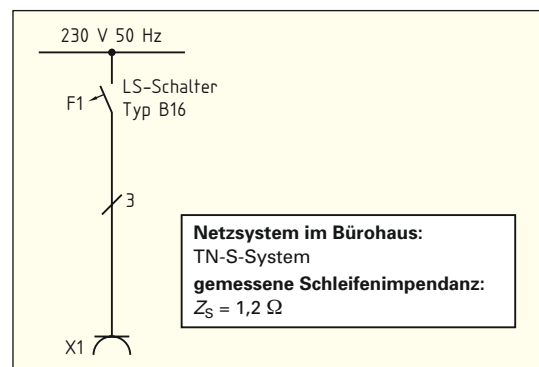 230 V 50 Hz
F1
LS-Schalter
Typ B16
3
Netzsystem im Bürohaus:
TN-S-System
gemessene Schleifenimpendanz:
ZS = 1,2 Ω
X1